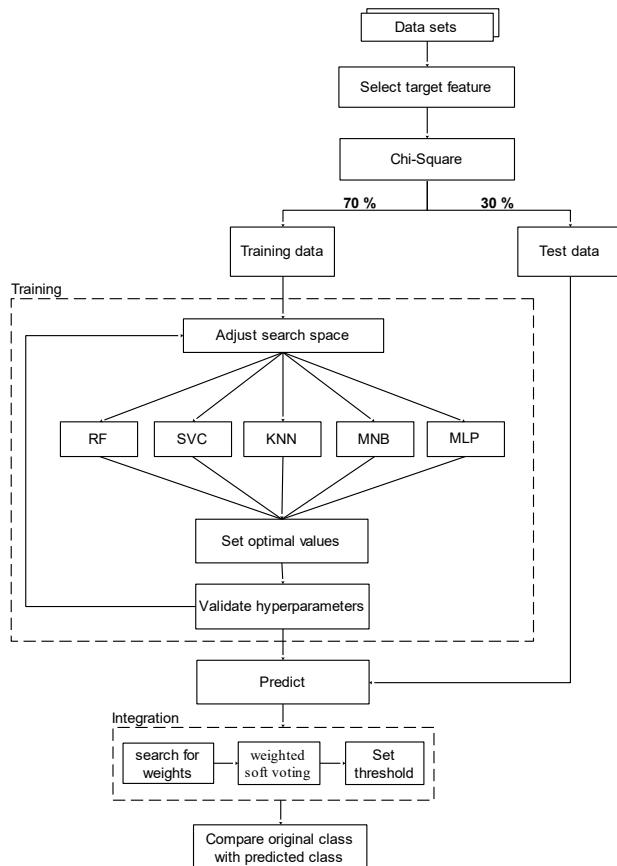 Data sets
Select target feature
Chi-Square
70 %
30 %
Training data
Test data
Training
Adjust search space
RF
SVC
KNN
MNB
MLP
Set optimal values
Validate hyperparameters
Predict
Integration
search for
weights
weighted
soft voting
Set
threshold
Compare original class
with predicted class